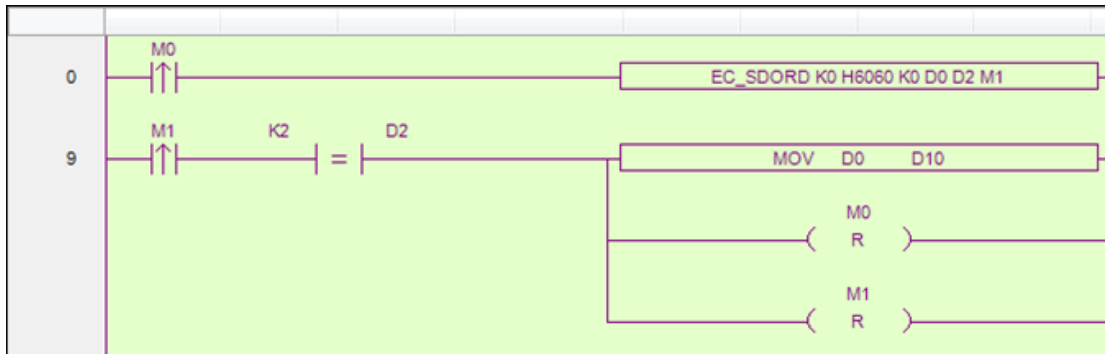 M0
0 EC_SDORD K0 H6060 K0 D0 D2 M1
M1 K2 D2
9 = MOV D0 D10
M0
R
M1
R